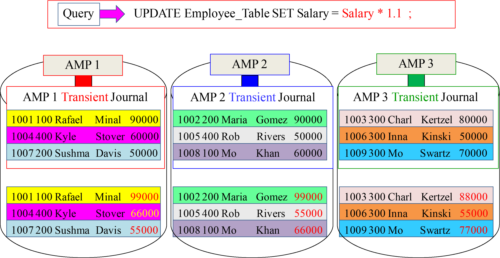 Query UPDATE Employee_Table SET Salary = Salary * 1.1 ;
AMP 1
AMP 1 Transient Journal
1001 100 Rafael Minal 90000
1004 400 Kyle Stover 60000
1007 200 Sushma Davis 50000
1001 100 Rafael Minal 99000
1004 400 Kyle Stover 66000
1007 200 Sushma Davis 55000
AMP 2
AMP 2 Transient Journal
1002 200 Maria Gomez 90000
1005 400 Rob Rivers 50000
1008 100 Mo Khan 60000
1002 200 Maria Gomez 99000
1005 400 Rob Rivers 55000
1008 100 Mo Khan 66000
AMP 3
AMP 3 Transient Journal
1003 300 Charl Kertzel 80000
1006 300 Inna Kinski 50000
1009 300 Mo Swartz 70000
1003 300 Charl Kertzel 88000
1006 300 Inna Kinski 55000
1009 300 Mo Swartz 77000